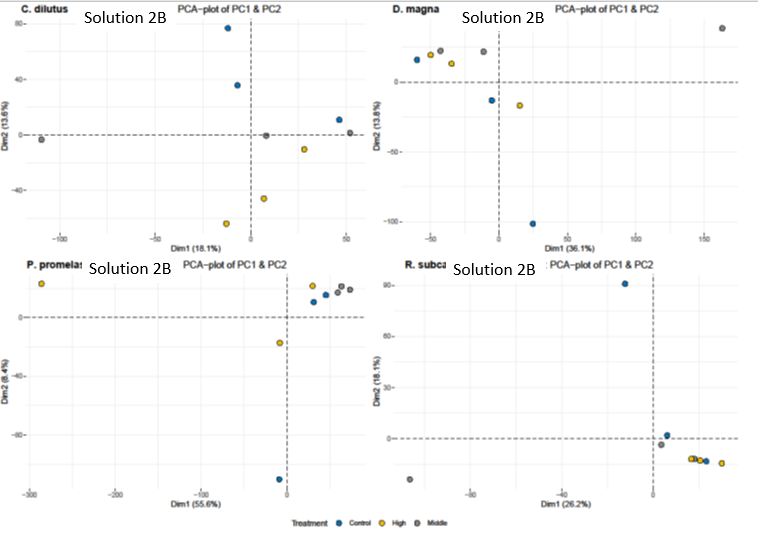 C. dilutus Solution 2B PCA-plot of PC1 & PC2
80-
40-
0-
-40-
Dim2 (13.6%)
-100 -50 0 50
Dim1 (18.1%)
D. magna Solution 2B PCA-plot of PC1 & PC2
0-
-50-
-100-
Dim2 (13.8%)
-50 0 50 100 150
Dim1 (36.1%)
P. promelas Solution 2B PCA-plot of PC1 & PC2
0-
-40-
-80-
Dim2 (8.4%)
-300 -200 -100 0
Dim1 (55.6%)
R. subca Solution 2B : PCA-plot of PC1 & PC2
90-
60-
30-
0-
Dim2 (18.1%)
-80 -40 0
Dim1 (26.2%)
Treatment Control High Middle